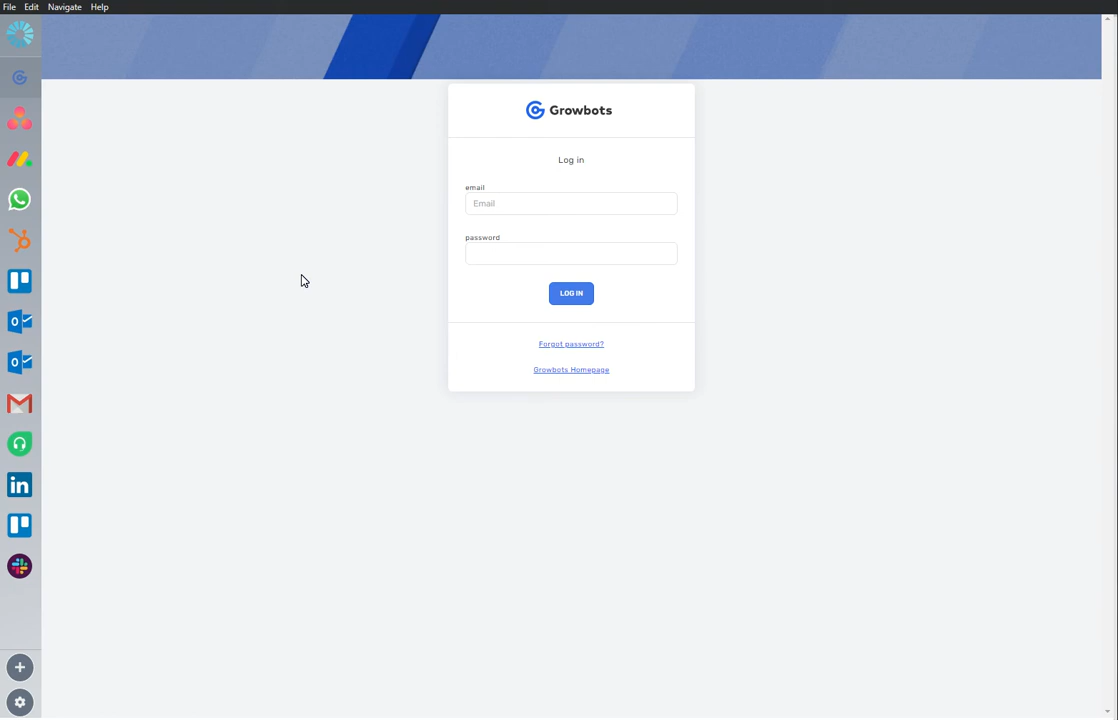 File Edit Navigate Help
Growbots
Log in
email
Email
password
LOG IN
Forgot password?
Growbots Homepage